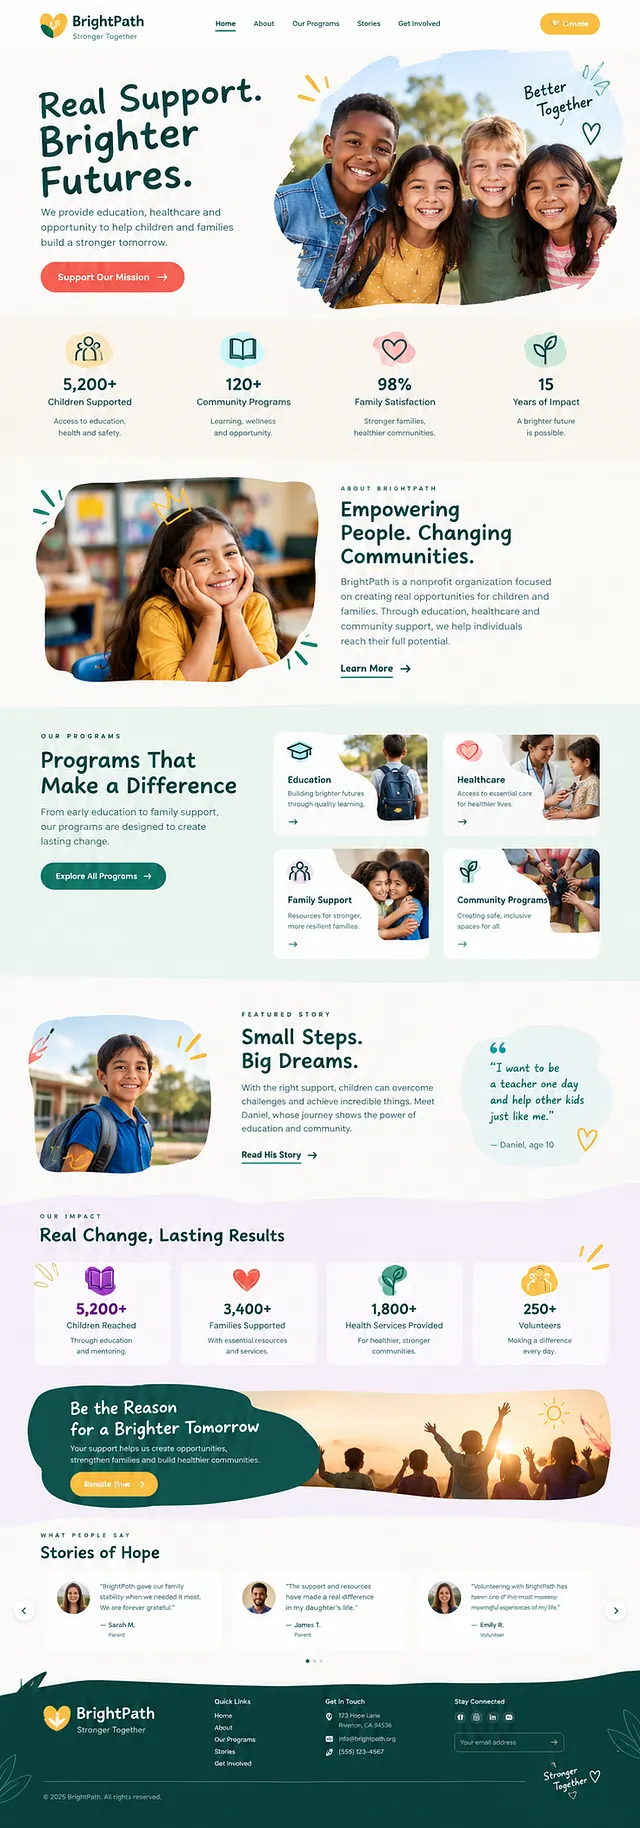 BrightPath
Stronger Together
Home
About
Our Programs
Stories
Get Involved
Donate
Real Support.
Brighter
Futures.
We provide education, healthcare and
opportunity to help children and families
build a stronger tomorrow.
Support Our Mission →
Better
Together
5,200+
Children Supported
Access to education,
health and safety.
120+
Community Programs
Learning, wellness
and opportunity.
98%
Family Satisfaction
Stronger families,
healthier communities.
15
Years of Impact
A brighter future
is possible.
ABOUT BRIGHTPATH
Empowering
People. Changing
Communities.
BrightPath is a nonprofit organization focused
on creating real opportunities for children and
families. Through education, healthcare and
community support, we help individuals
reach their full potential.
Learn More →
OUR PROGRAMS
Programs That
Make a Difference
From early education to family support,
our programs are designed to create
lasting change.
Explore All Programs →
Education
Building brighter futures
through quality learning.
→
Healthcare
Access to essential care
for healthier lives.
→
Family Support
Resources for stronger,
more resilient families.
→
Community Programs
Creating safe, inclusive
spaces for all.
→
FEATURED STORY
Small Steps.
Big Dreams.
With the right support, children can overcome
challenges and achieve incredible things. Meet
Daniel, whose journey shows the power of
education and community.
Read His Story →
“I want to be
a teacher one day
and help other kids
just like me.”
— Daniel, age 10
OUR IMPACT
Real Change, Lasting Results
5,200+
Children Reached
Through education
and mentoring.
3,400+
Families Supported
With essential resources
and services.
1,800+
Health Services Provided
For healthier, stronger
communities.
250+
Volunteers
Making a difference
every day.
Be the Reason
for a Brighter Tomorrow
Your support helps us create opportunities,
strengthen families and build healthier communities.
Donate
WHAT PEOPLE SAY
Stories of Hope
"BrightPath gave our family
stability when we needed it most.
We are forever grateful."
— Sarah M.
Parent
"The support and resources
have made a real difference
in my daughter's life."
— James T.
Parent
"Volunteering with BrightPath has
been one of the most
meaningful experiences of my life."
— Emily R.
Volunteer
BrightPath
Stronger Together
Quick Links
Home
About
Our Programs
Stories
Get Involved
Get In Touch
123 Hope Lane
Riverton, CA 94536
info@brightpath.org
(555) 123-4567
Stay Connected
Your email address →
Stronger
Together
© 2025 BrightPath. All rights reserved.